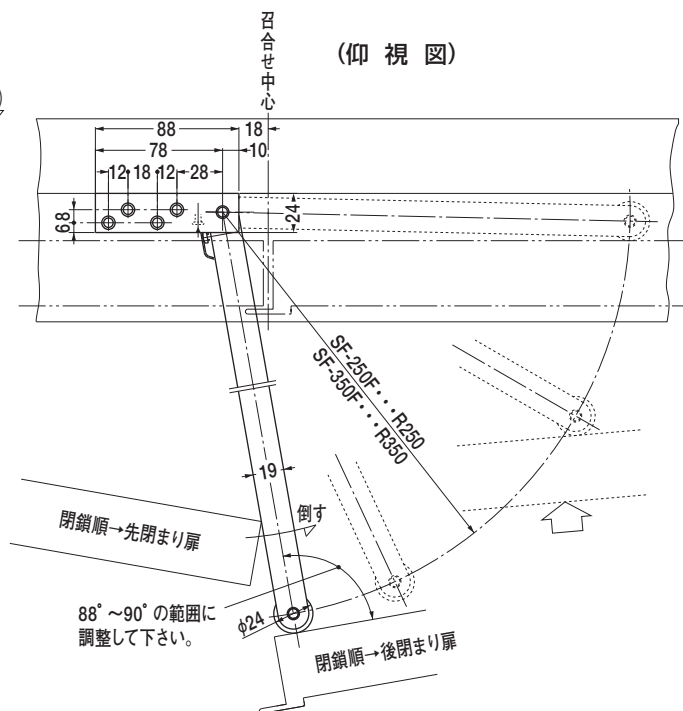 召合せ中心
(仰 視 図)
88
18
78
10
12
18
12
28
6.8
24
SF-250F・・・R250
SF-350F・・・R350
19
倒す
閉鎖順→先閉まり扉
88°～90°の範囲に
調整して下さい。
φ24
閉鎖順→後閉まり扉